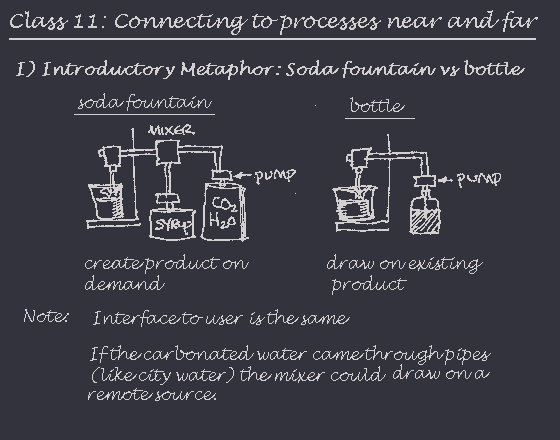 Class 11: Connecting to processes near and far
I) Introductory Metaphor: Soda fountain vs bottle
soda fountain
bottle
MIXER
PUMP
PUMP
CO2
H2O
SYRUP
create product on
demand
draw on existing
product
Note: Interface to user is the same
If the carbonated water came through pipes
(like city water) the mixer could draw on a
remote source.